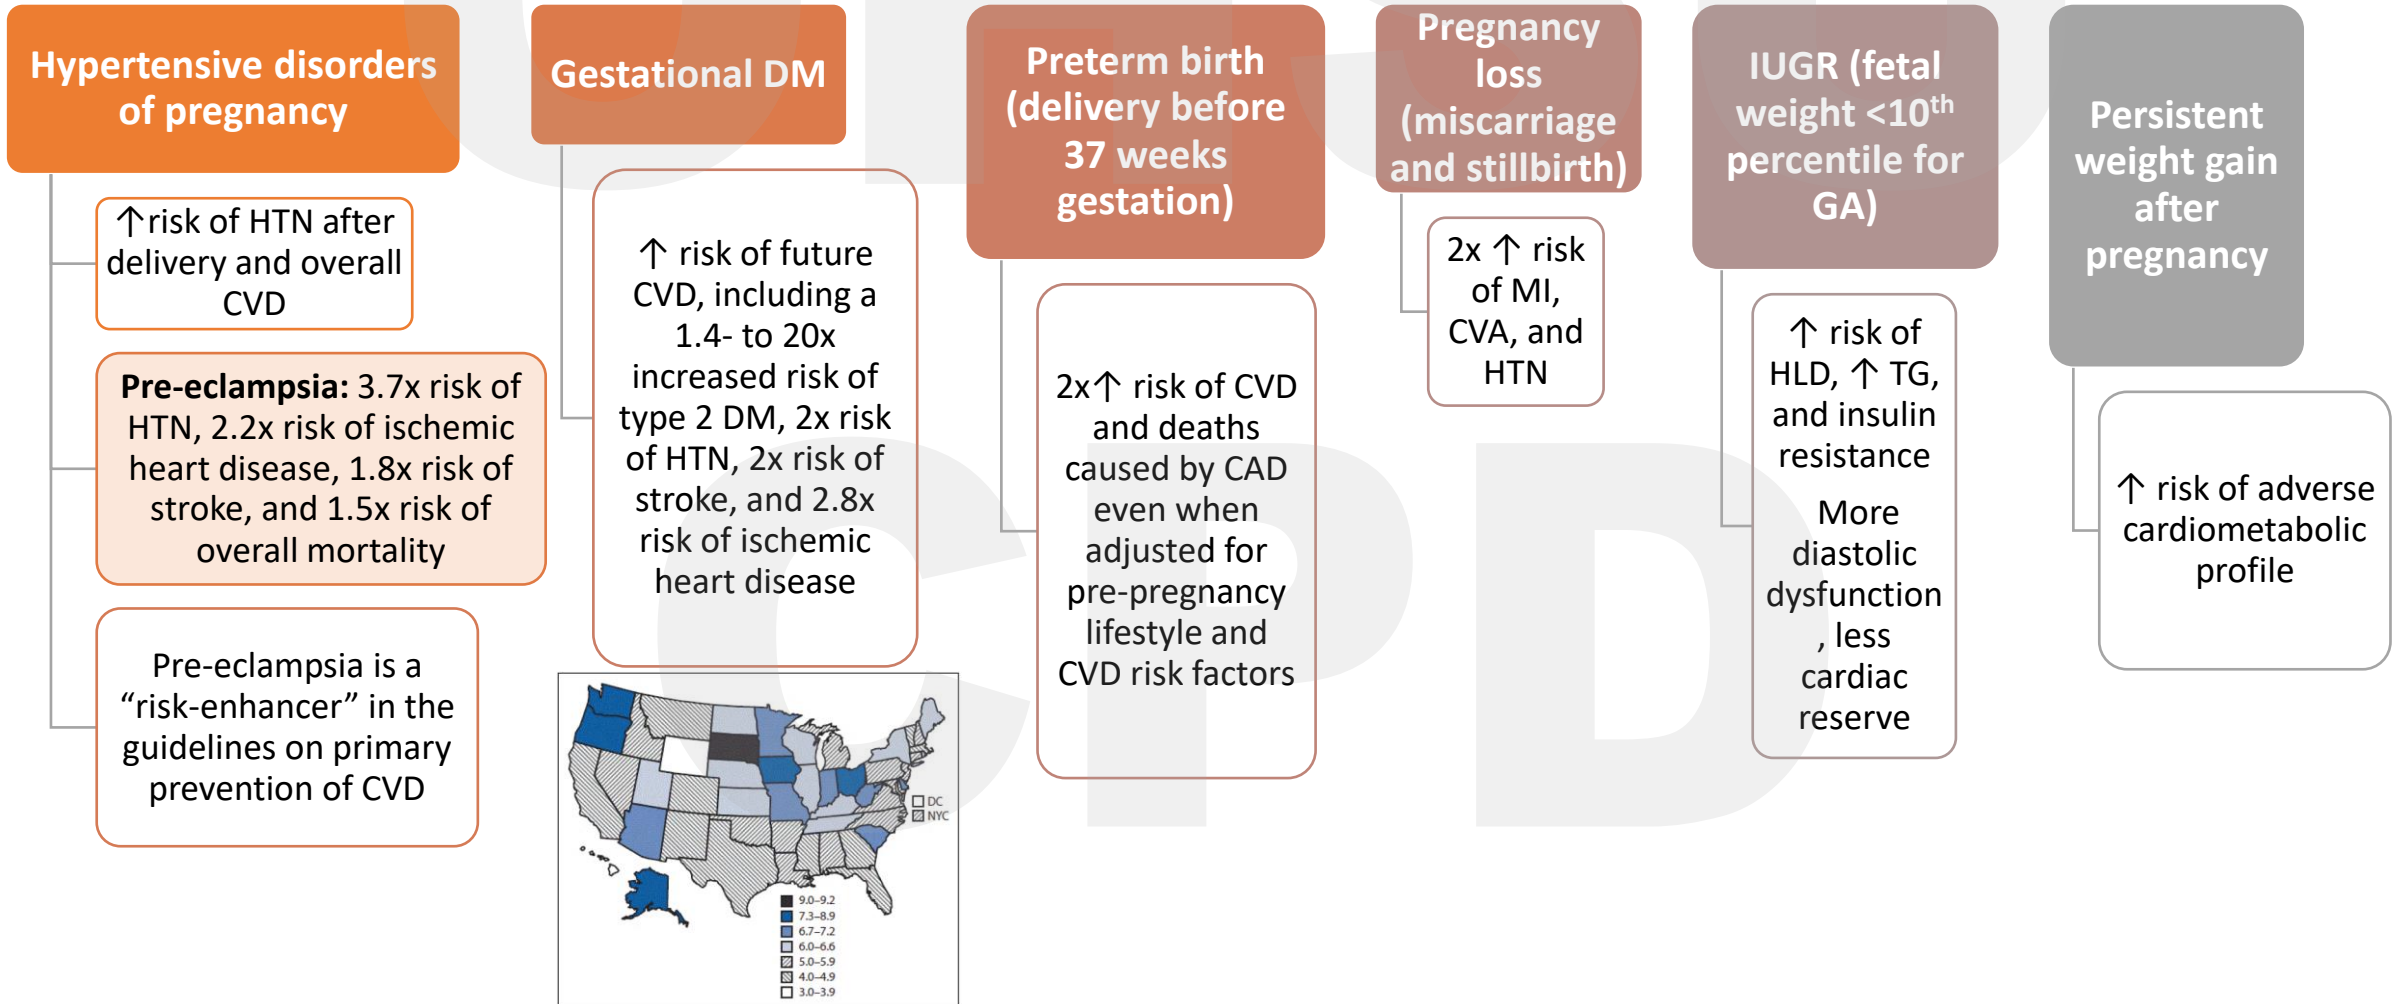 Hypertensive disorders
of pregnancy
↑risk of HTN after
delivery and overall
CVD
Pre-eclampsia: 3.7x risk of
HTN, 2.2x risk of ischemic
heart disease, 1.8x risk of
stroke, and 1.5x risk of
overall mortality
Pre-eclampsia is a
“risk-enhancer” in the
guidelines on primary
prevention of CVD
Gestational DM
↑ risk of future
CVD, including a
1.4- to 20x
increased risk of
type 2 DM, 2x risk
of HTN, 2x risk of
stroke, and 2.8x
risk of ischemic
heart disease
DC
NYC
9.0–9.2
7.3–8.9
6.7–7.2
6.0–6.6
5.0–5.9
4.0–4.9
3.0–3.9
Preterm birth
(delivery before
37 weeks
gestation)
2x↑ risk of CVD
and deaths
caused by CAD
even when
adjusted for
pre-pregnancy
lifestyle and
CVD risk factors
Pregnancy
loss
(miscarriage
and stillbirth)
2x ↑ risk
of MI,
CVA, and
HTN
IUGR (fetal
weight <10th
percentile for
GA)
↑ risk of
HLD, ↑ TG,
and insulin
resistance
More
diastolic
dysfunction
, less
cardiac
reserve
Persistent
weight gain
after
pregnancy
↑ risk of adverse
cardiometabolic
profile
CPD